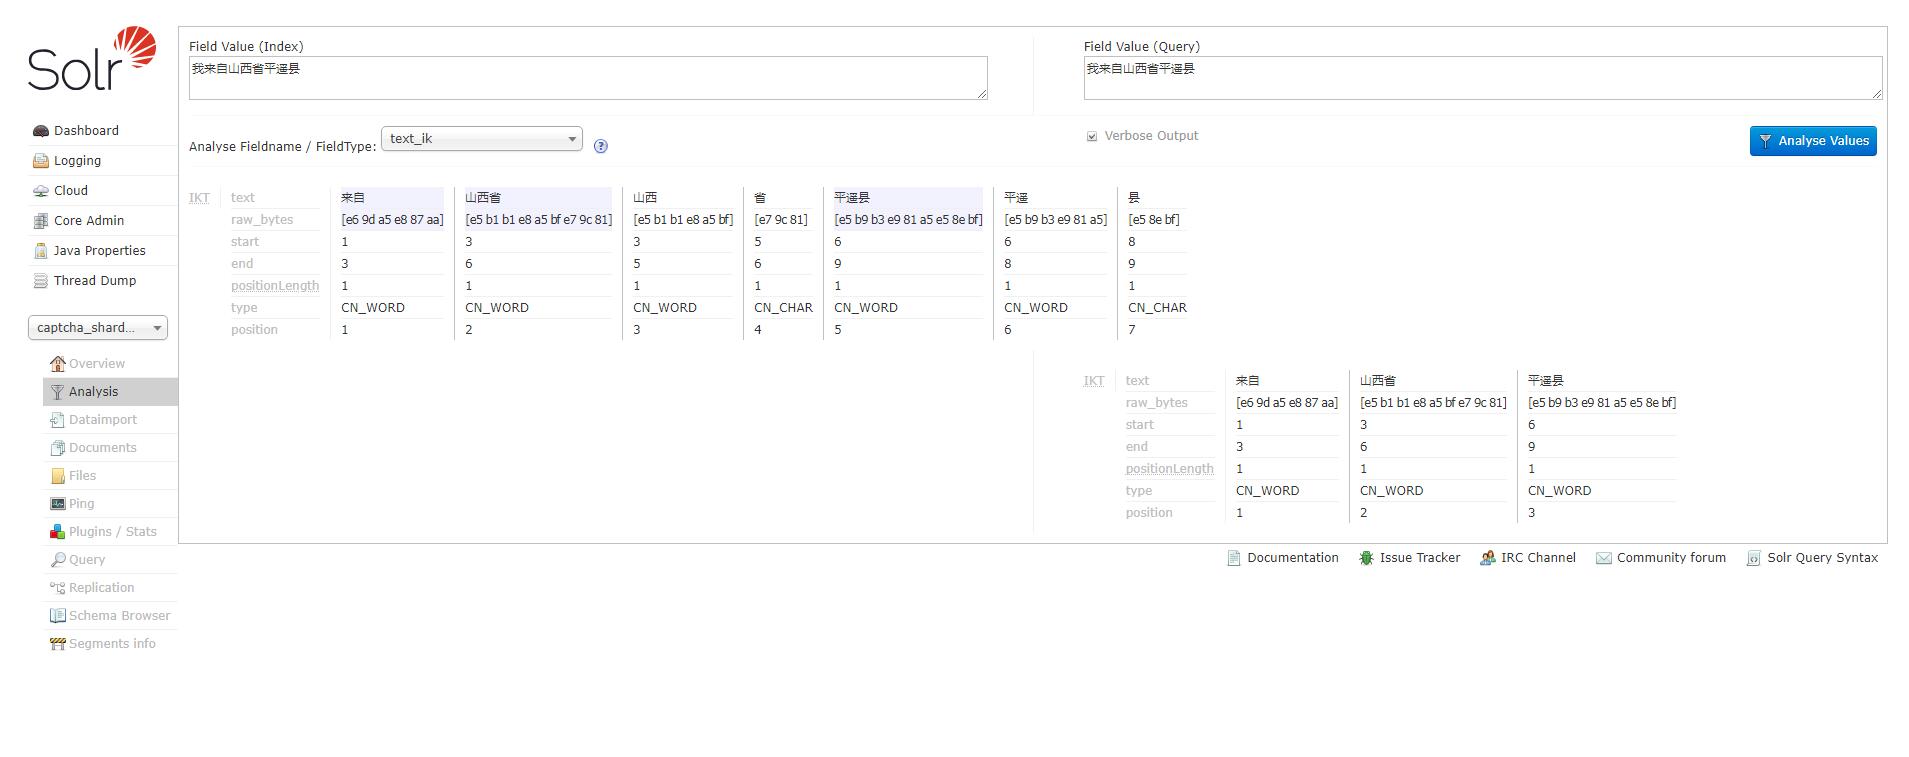 Solr
Dashboard
Logging
Cloud
Core Admin
Java Properties
Thread Dump
captcha_shard...
Overview
Analysis
Dataimport
Documents
Files
Ping
Plugins / Stats
Query
Replication
Schema Browser
Segments info
Field Value (Index)
我来自山西省平遥县
Field Value (Query)
我来自山西省平遥县
Analyse Fieldname / FieldType: text_ik ?
Verbose Output
Analyse Values
IKT text 来自 山西省 山西 省 平遥县 平遥 县
raw_bytes [e6 9d a5 e8 87 aa] [e5 b1 b1 e8 a5 bf e7 9c 81] [e5 b1 b1 e8 a5 bf] [e7 9c 81] [e5 b9 b3 e9 81 a5 e5 8e bf] [e5 b9 b3 e9 81 a5] [e5 8e bf]
start 1 3 3 5 6 6 8
end 3 6 5 6 9 8 9
positionLength 1 1 1 1 1 1 1
type CN_WORD CN_WORD CN_WORD CN_CHAR CN_WORD CN_WORD CN_CHAR
position 1 2 3 4 5 6 7
IKT text 来自 山西省 平遥县
raw_bytes [e6 9d a5 e8 87 aa] [e5 b1 b1 e8 a5 bf e7 9c 81] [e5 b9 b3 e9 81 a5 e5 8e bf]
start 1 3 6
end 3 6 9
positionLength 1 1 1
type CN_WORD CN_WORD CN_WORD
position 1 2 3
Documentation Issue Tracker IRC Channel Community forum Solr Query Syntax